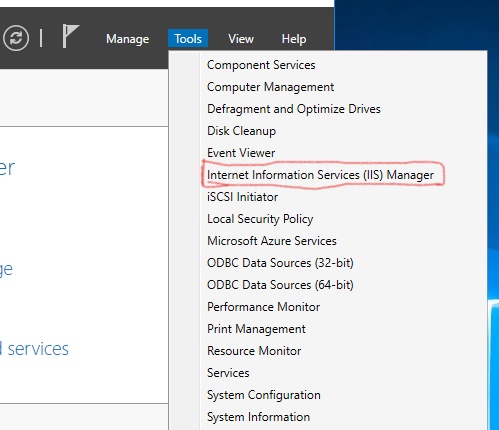 Manage Tools View Help
Component Services
Computer Management
Defragment and Optimize Drives
Disk Cleanup
Event Viewer
er
Internet Information Services (IIS) Manager
iSCSI Initiator
Local Security Policy
Microsoft Azure Services
ODBC Data Sources (32-bit)
ge
ODBC Data Sources (64-bit)
Performance Monitor
Print Management
services
Resource Monitor
Services
System Configuration
System Information